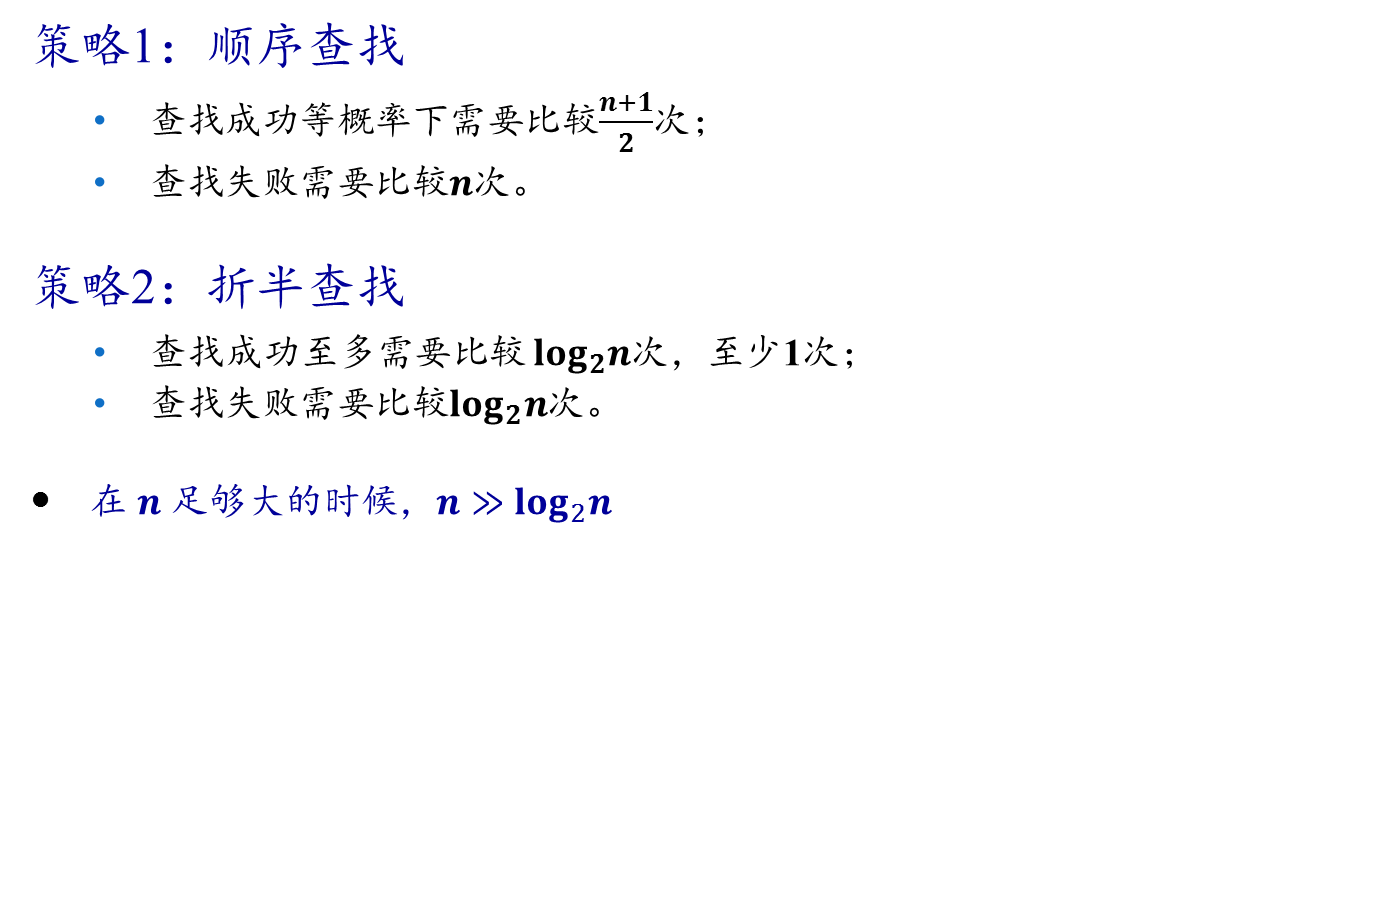 策略1：顺序查找
• 查找成功等概率下需要比较$\frac{n+1}{2}$次；
• 查找失败需要比较n次。
策略2：折半查找
• 查找成功至多需要比较 log₂n次，至少1次；
• 查找失败需要比较log₂n次。
• 在 n 足够大的时候，n ≫ log₂n